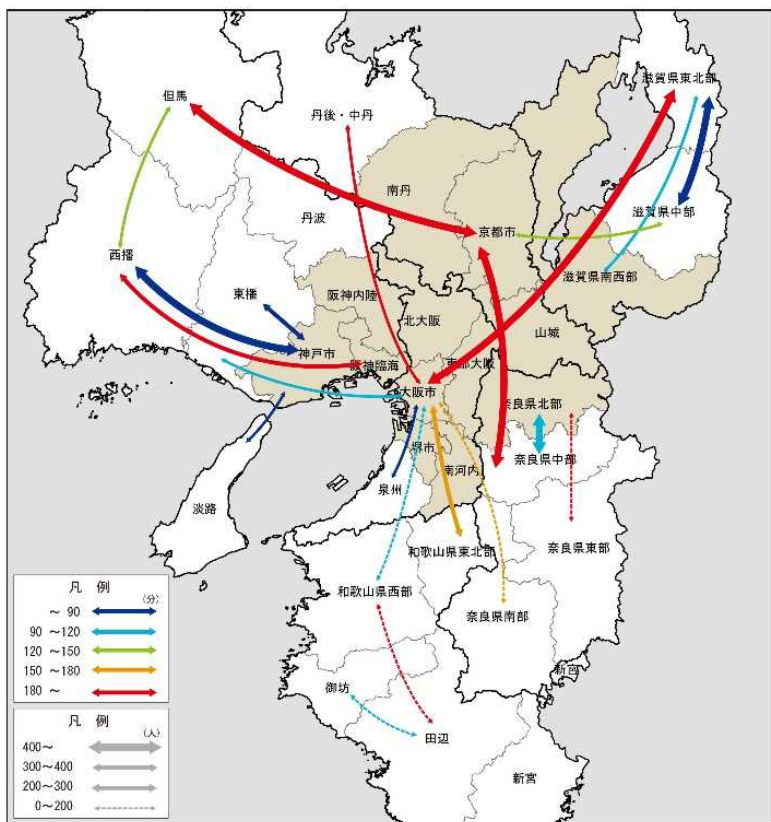 滋賀県東北部
但馬
丹後・中丹
南丹
滋賀県中部
丹波
京都市
西播
滋賀県南西部
東播
阪神内陸
北大阪
山城
神戸市
阪神臨海
東部大阪
大阪市
奈良県北部
堺市
南河内
奈良県中部
泉州
淡路
和歌山県東北部
奈良県東部
和歌山県西部
奈良県南部
新宮
御坊
田辺
新宮
凡 例
(分)
~ 90
90 ~120
120 ~150
150 ~180
180 ~
凡 例
(人)
400~
300~400
200~300
0~200